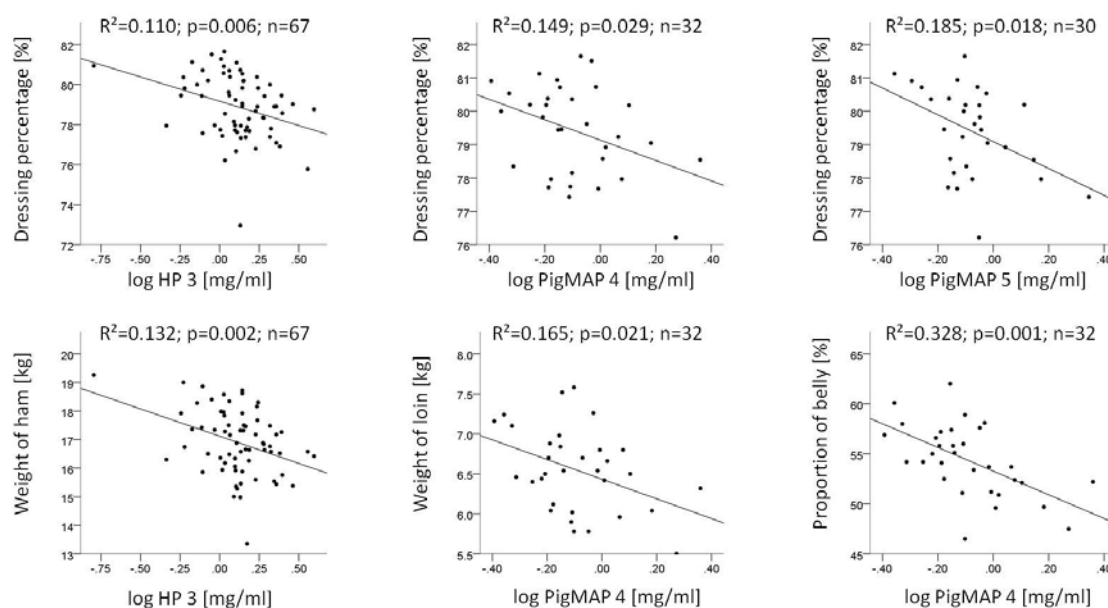 R²=0.110; p=0.006; n=67
Dressing percentage [%]
82
80
78
76
74
72
-.75 -.50 -.25 .00 .25 .50
log HP 3 [mg/ml]
R²=0.149; p=0.029; n=32
Dressing percentage [%]
82
81
80
79
78
77
76
-.40 -.20 .00 .20 .40
log PigMAP 4 [mg/ml]
R²=0.185; p=0.018; n=30
Dressing percentage [%]
82
81
80
79
78
77
76
-.40 -.20 .00 .20 .40
log PigMAP 5 [mg/ml]
R²=0.132; p=0.002; n=67
Weight of ham [kg]
20
19
18
17
16
15
14
13
-.75 -.50 -.25 .00 .25 .50
log HP 3 [mg/ml]
R²=0.165; p=0.021; n=32
Weight of loin [kg]
8.0
7.5
7.0
6.5
6.0
5.5
-.40 -.20 .00 .20 .40
log PigMAP 4 [mg/ml]
R²=0.328; p=0.001; n=32
Proportion of belly [%]
65
60
55
50
45
-.40 -.20 .00 .20 .40
log PigMAP 4 [mg/ml]